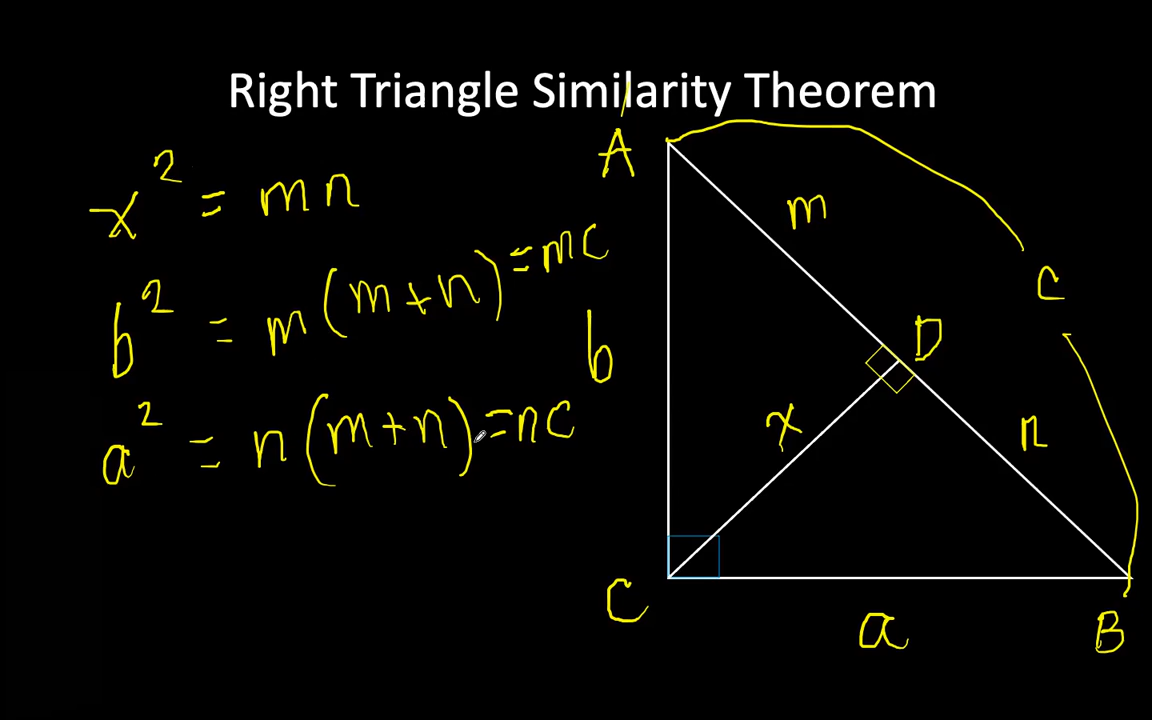 Right Triangle Similarity Theorem
A
x² = mn
m
b² = m(m+n) = mc
c
b
D
a² = n(m+n) = nc
x
n
C
a
B